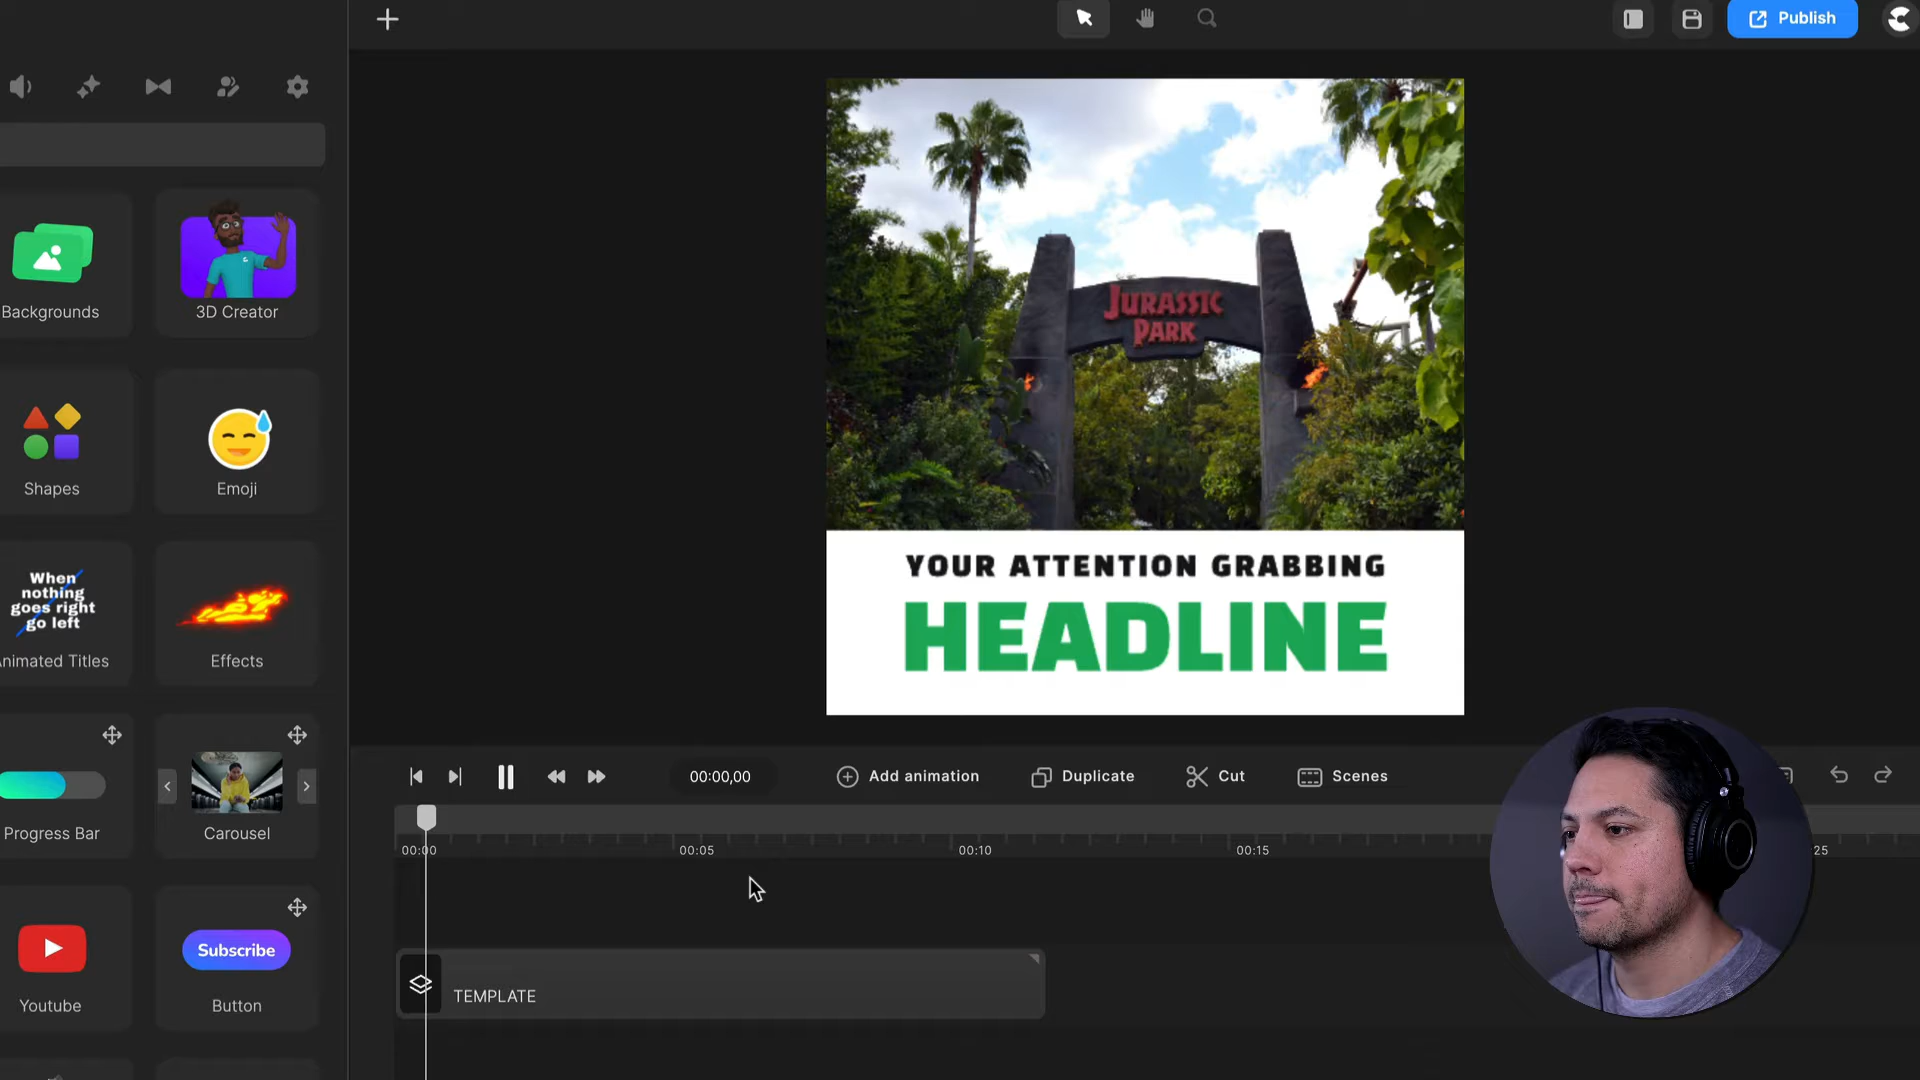 Publish
Backgrounds
3D Creator
JURASSIC
PARK
YOUR ATTENTION GRABBING
HEADLINE
Shapes
Emoji
When
nothing
goes right
go left
nimated Titles
Effects
Progress Bar
Carousel
00:00,00
Add animation
Duplicate
Cut
Scenes
00:00
00:05
00:10
00:15
25
Subscribe
Youtube
Button
TEMPLATE